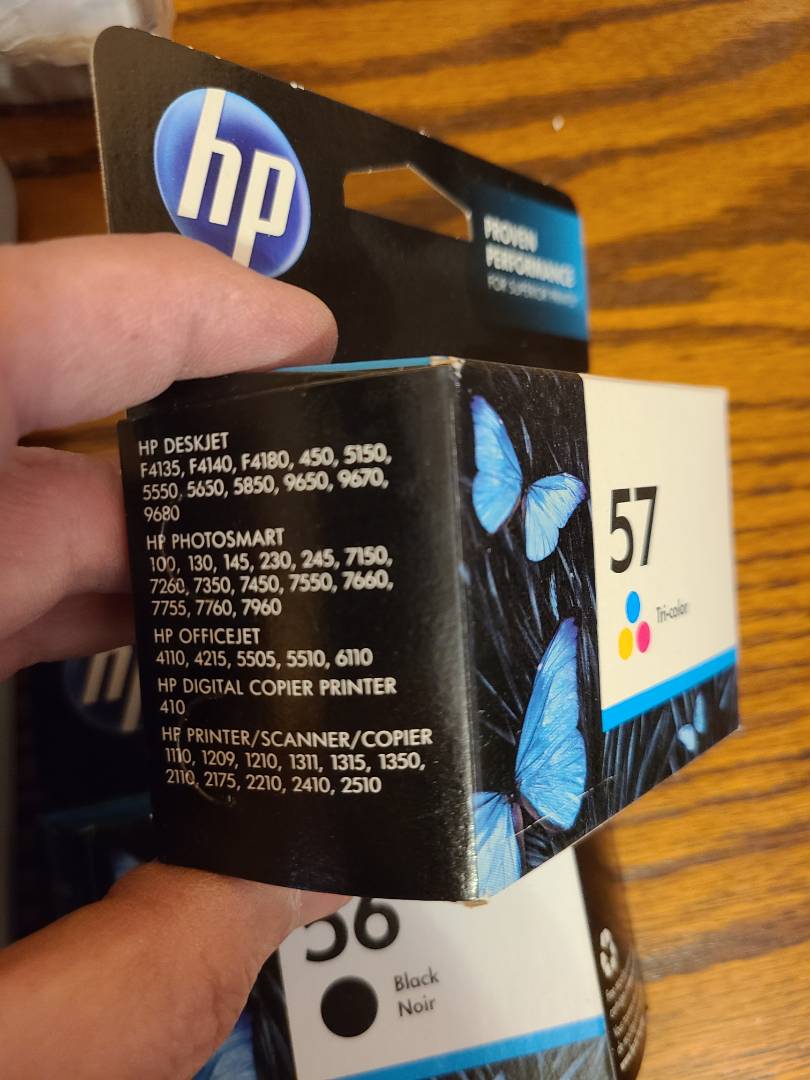 hp
PROVEN
PERFORMANCE
HP DESKJET
F4135, F4140, F4180, 450, 5150,
5550, 5650, 5850, 9650, 9670,
9680
HP PHOTOSMART
100, 130, 145, 230, 245, 7150,
7260, 7350, 7450, 7550, 7660,
7755, 7760, 7960
HP OFFICEJET
4110, 4215, 5505, 5510, 6110
HP DIGITAL COPIER PRINTER
410
HP PRINTER/SCANNER/COPIER
1110, 1209, 1210, 1311, 1315, 1350,
2110, 2175, 2210, 2410, 2510
57
Tri-color
56
Black
Noir